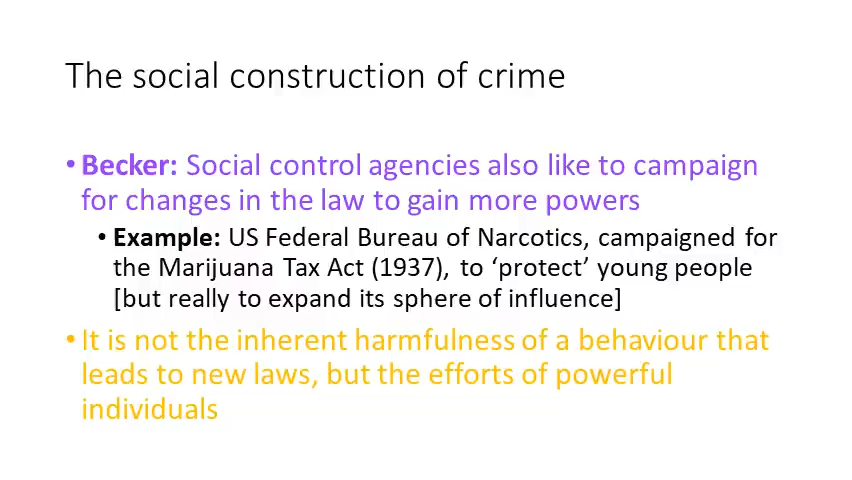 The social construction of crime
• Becker: Social control agencies also like to campaign
for changes in the law to gain more powers
• Example: US Federal Bureau of Narcotics, campaigned for
the Marijuana Tax Act (1937), to ‘protect’ young people
[but really to expand its sphere of influence]
• It is not the inherent harmfulness of a behaviour that
leads to new laws, but the efforts of powerful
individuals